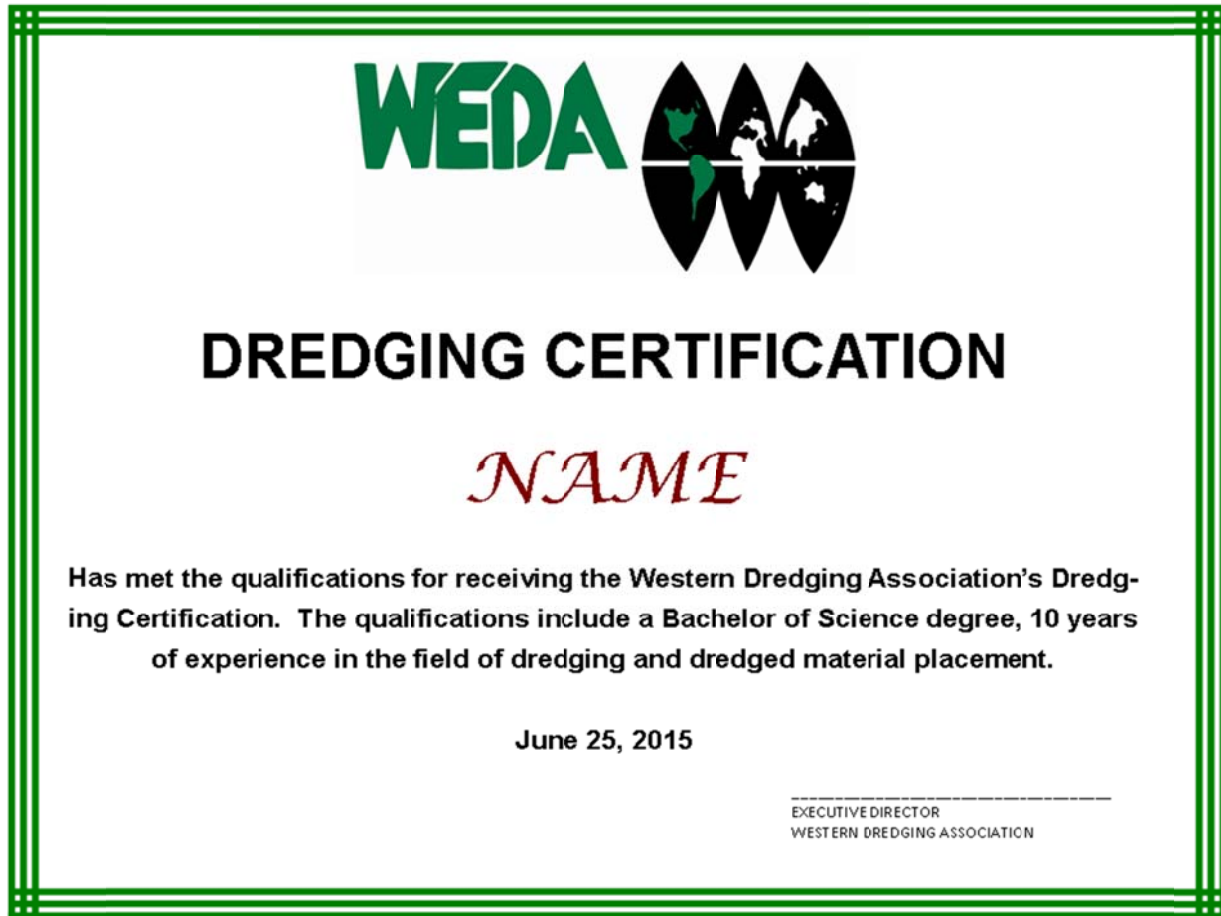 WEDA
DREDGING CERTIFICATION
NAME
Has met the qualifications for receiving the Western Dredging Association’s Dredg-
ing Certification.  The qualifications include a Bachelor of Science degree, 10 years
of experience in the field of dredging and dredged material placement.
June 25, 2015
EXECUTIVE DIRECTOR
WESTERN DREDGING ASSOCIATION